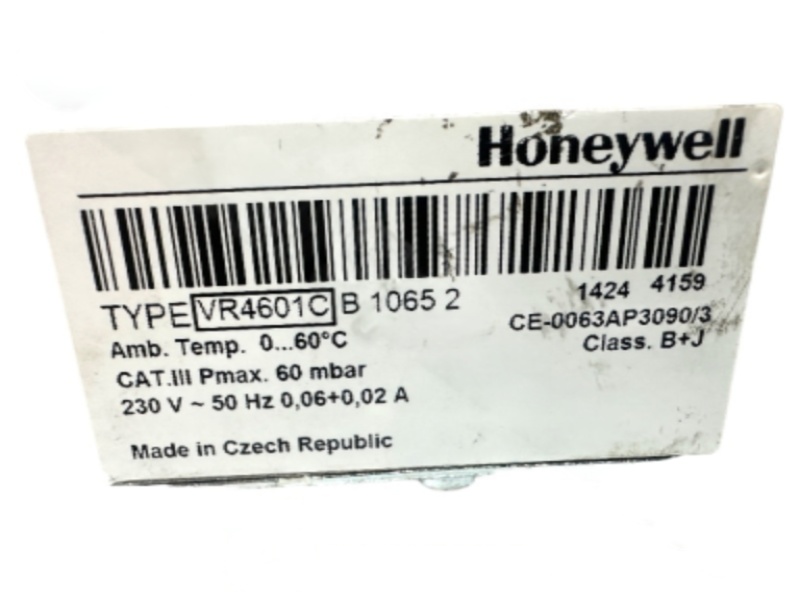 Honeywell
TYPE VR4601C B 1065 2 1424 4159
Amb. Temp. 0...60°C CE-0063AP3090/3
CAT.III Pmax. 60 mbar Class. B+J
230 V ~ 50 Hz 0,06+0,02 A
Made in Czech Republic